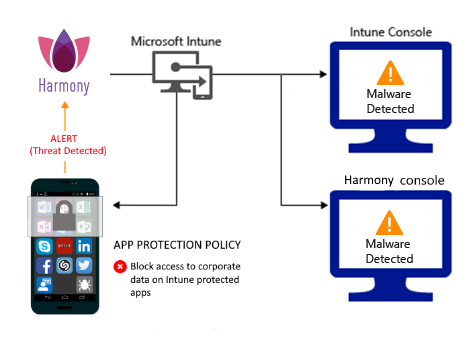 Microsoft Intune
Intune Console
Harmony
Malware
Detected
ALERT
(Threat Detected)
Harmony console
Malware
Detected
APP PROTECTION POLICY
Block access to corporate
data on Intune protected
apps